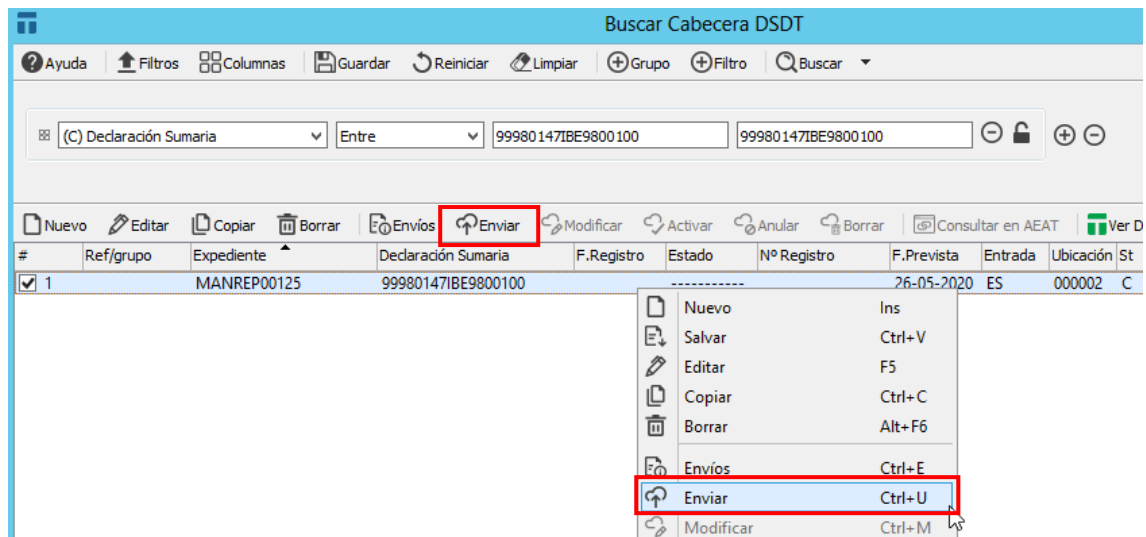 Buscar Cabecera DSDT
Ayuda Filtros Columnas Guardar Reiniciar Limpiar Grupo Filtro Buscar
(C) Declaración Sumaria Entre 99980147IBE9800100 99980147IBE9800100
Nuevo Editar Copiar Borrar Envíos Enviar Modificar Activar Anular Borrar Consultar en AEAT Ver D
# Ref/grupo Expediente Declaración Sumaria F.Registro Estado Nº Registro F.Prevista Entrada Ubicación St
1 MANREP00125 99980147IBE9800100 ----------- 26-05-2020 ES 000002 C
Nuevo Ins
Salvar Ctrl+V
Editar F5
Copiar Ctrl+C
Borrar Alt+F6
Envíos Ctrl+E
Enviar Ctrl+U
Modificar Ctrl+M